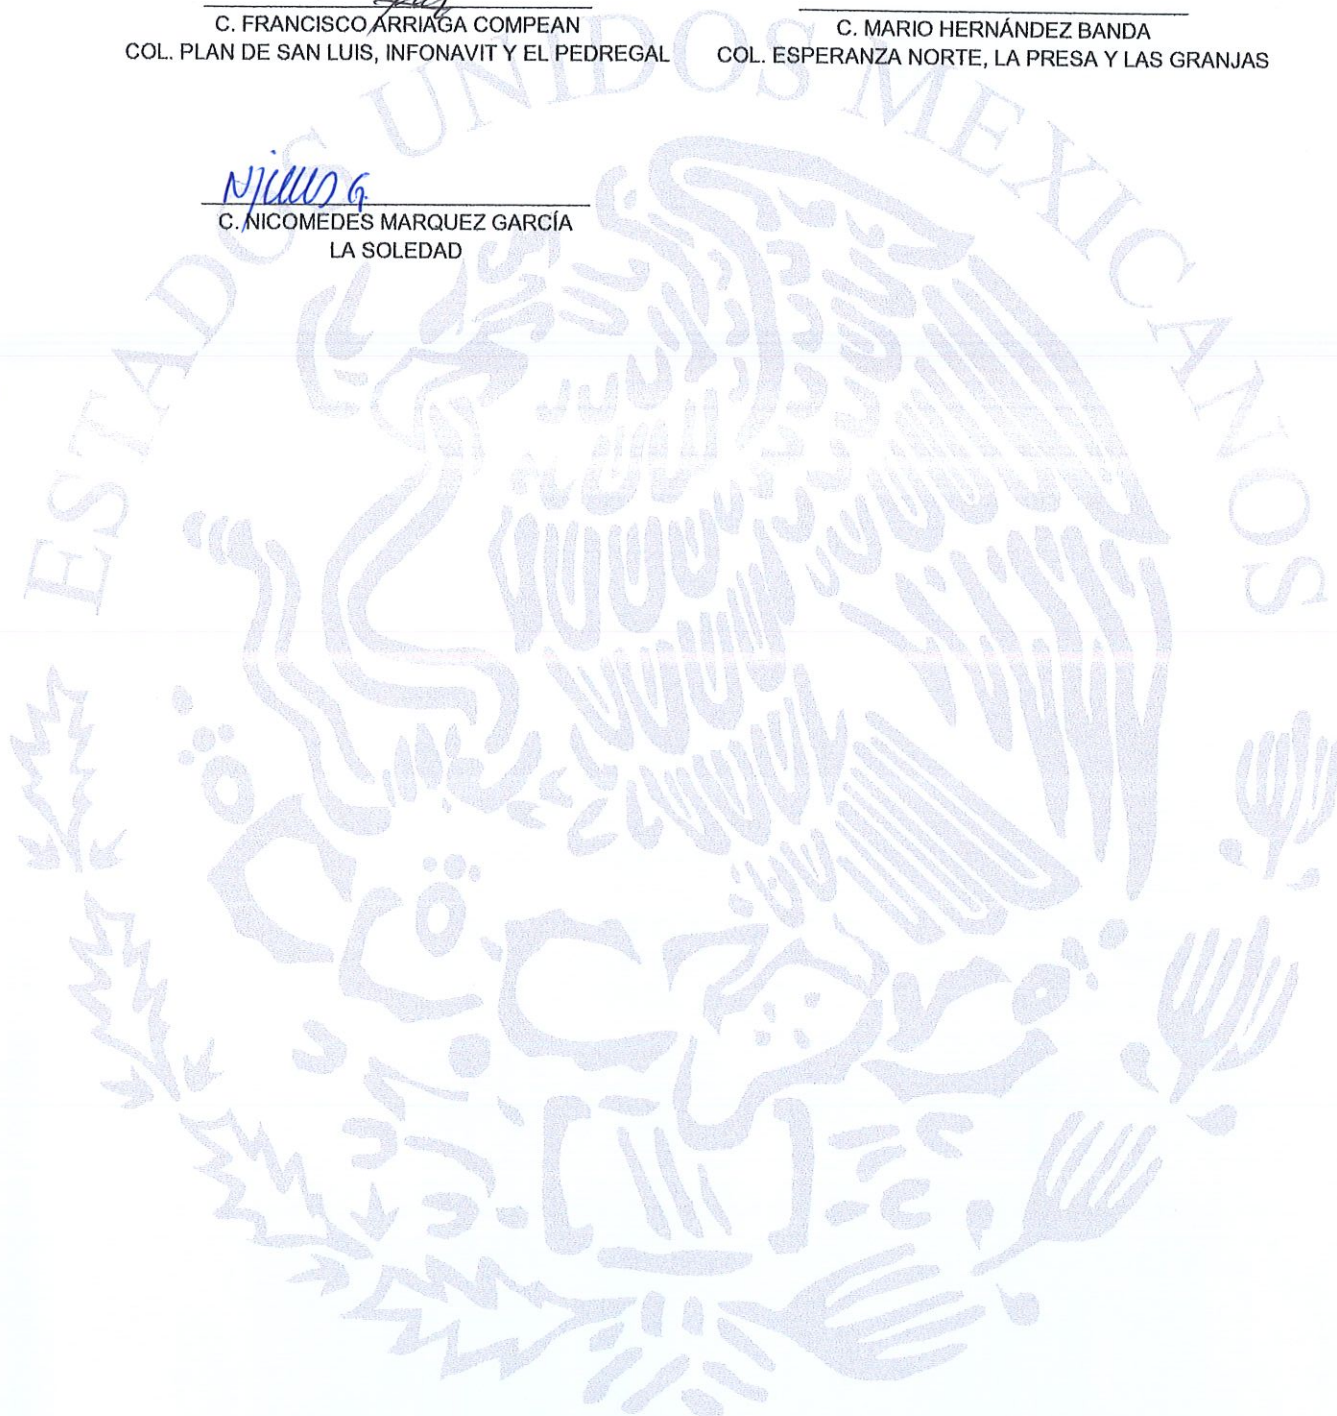 C. FRANCISCO ARRIAGA COMPEAN
COL. PLAN DE SAN LUIS, INFONAVIT Y EL PEDREGAL
C. MARIO HERNÁNDEZ BANDA
COL. ESPERANZA NORTE, LA PRESA Y LAS GRANJAS
C. NICOMEDES MARQUEZ GARCÍA
LA SOLEDAD
ESTADOS UNIDOS MEXICANOS